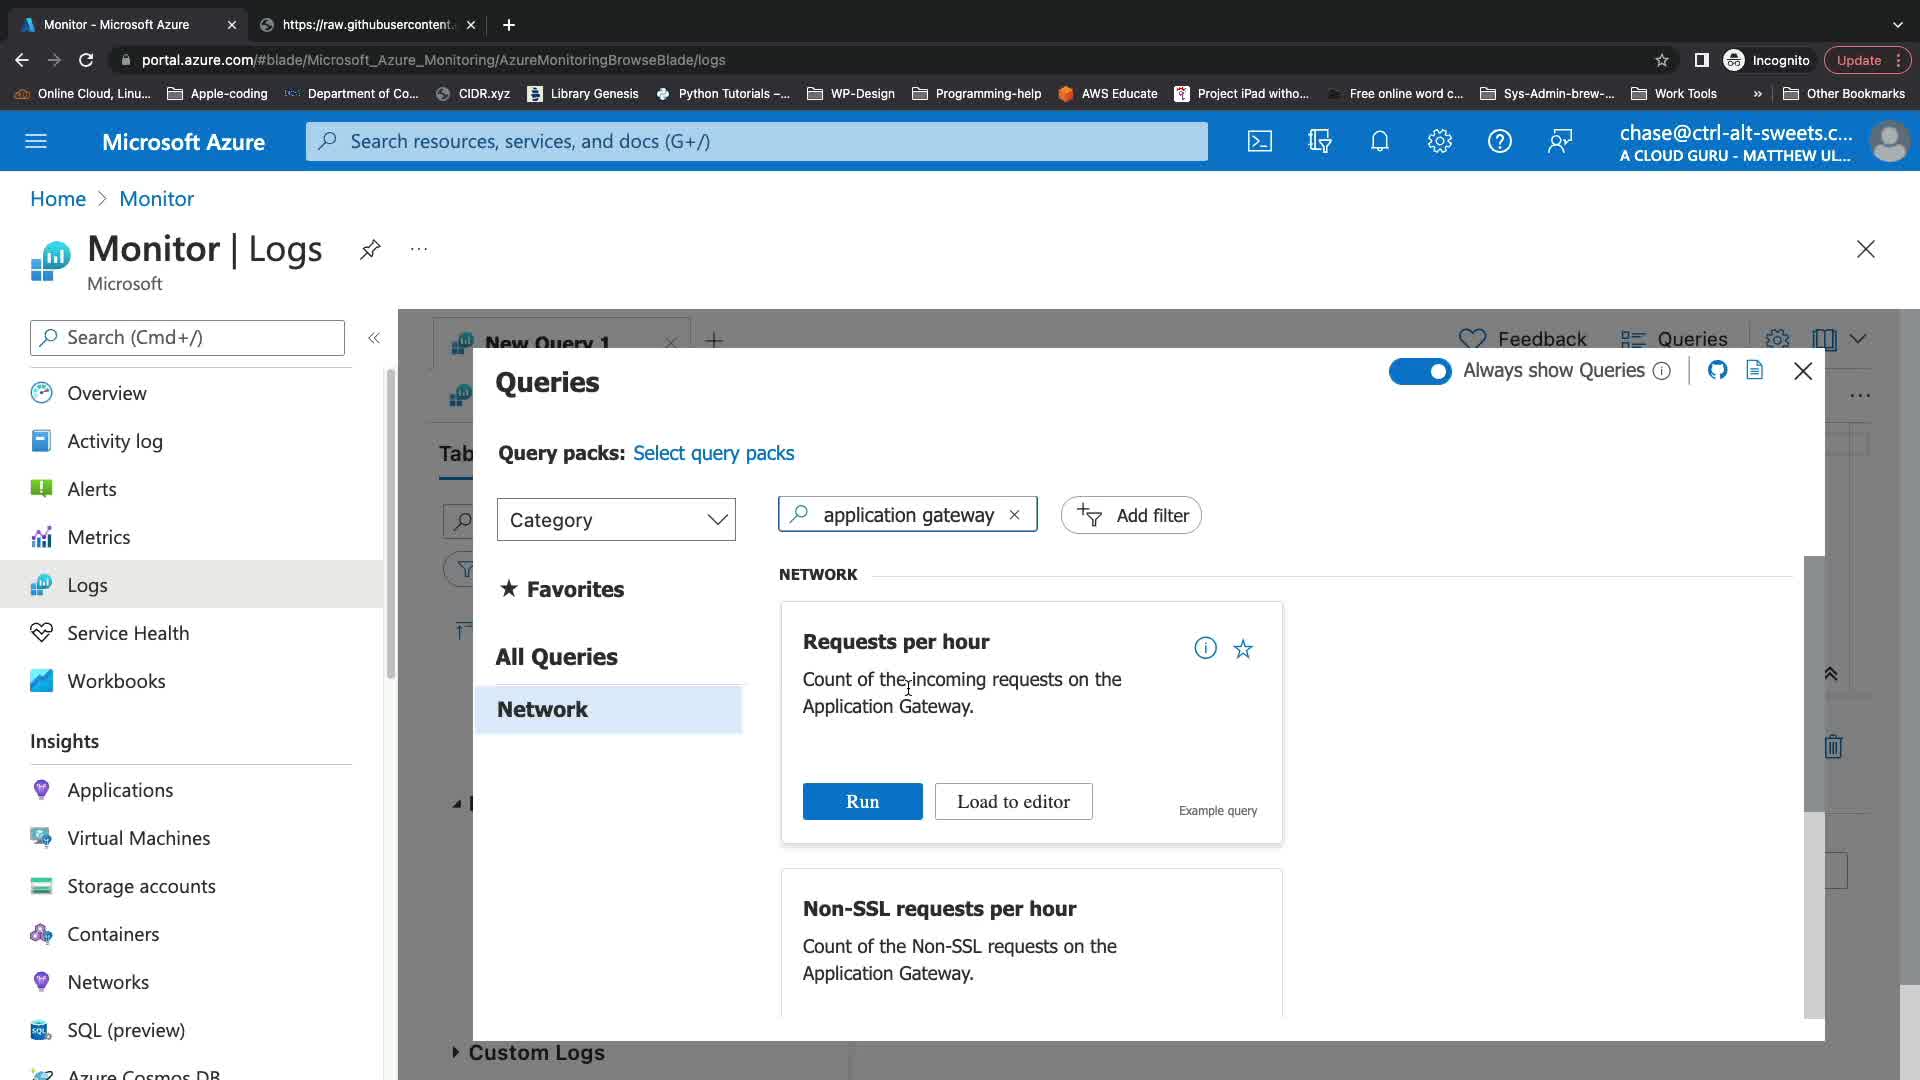 Monitor - Microsoft Azure
https://raw.githubusercontent.
portal.azure.com/#blade/Microsoft_Azure_Monitoring/AzureMonitoringBrowseBlade/logs
Incognito
Update
Online Cloud, Linu...
Apple-coding
Department of Co...
CIDR.xyz
Library Genesis
Python Tutorials –...
WP-Design
Programming-help
AWS Educate
Project iPad witho...
Free online word c...
Sys-Admin-brew-...
Work Tools
»
Other Bookmarks
Microsoft Azure
Search resources, services, and docs (G+/)
chase@ctrl-alt-sweets.c...
A CLOUD GURU - MATTHEW UL...
Home > Monitor
Monitor | Logs
...
Microsoft
Search (Cmd+/)
«
Overview
Activity log
Alerts
Metrics
Logs
Service Health
Workbooks
Insights
Applications
Virtual Machines
Storage accounts
Containers
Networks
SQL (preview)
Azure Cosmos DB
New Query 1
Feedback
Queries
Queries
Always show Queries
Query packs: Select query packs
Category
application gateway
Add filter
★ Favorites
All Queries
Network
NETWORK
Requests per hour
Count of the incoming requests on the
Application Gateway.
Run
Load to editor
Example query
Non-SSL requests per hour
Count of the Non-SSL requests on the
Application Gateway.
Custom Logs